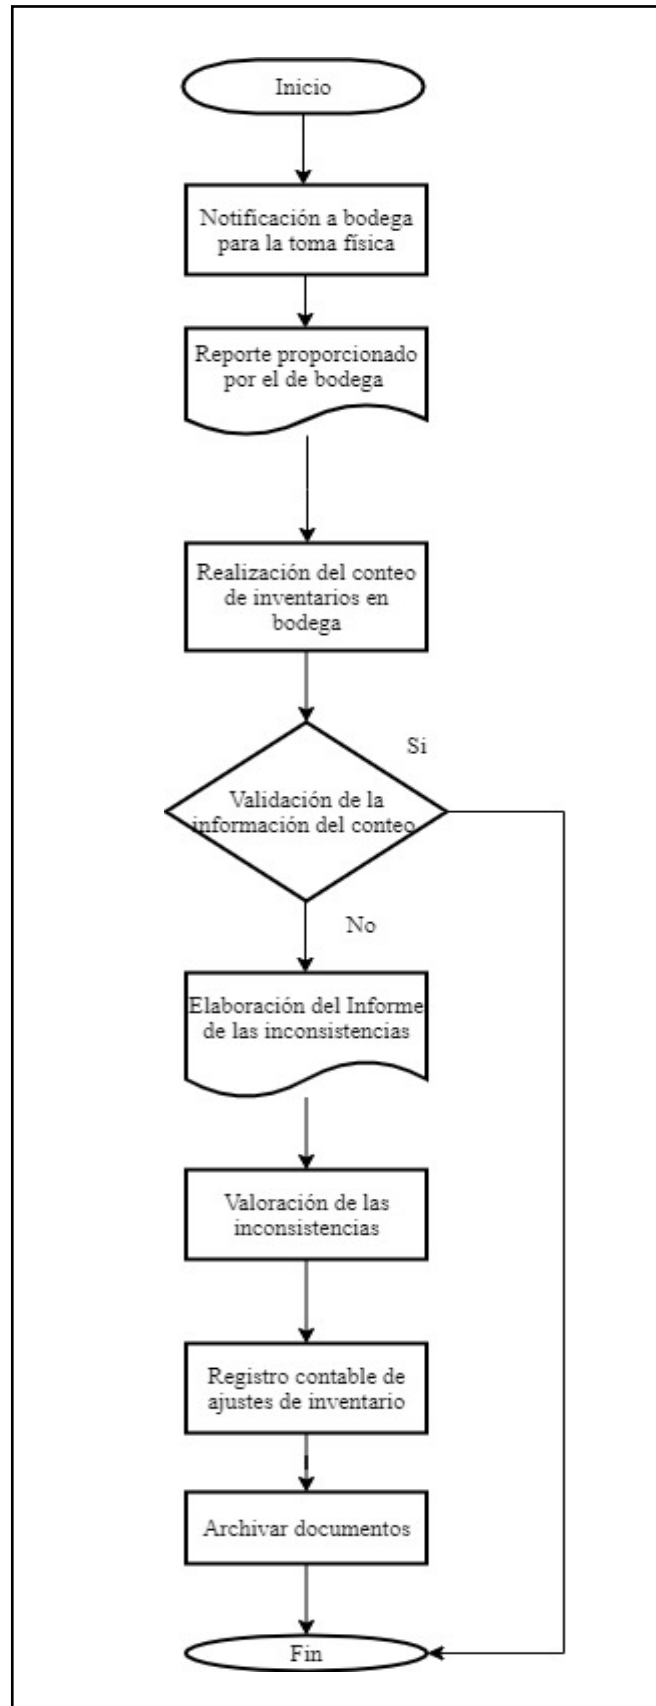 Inicio
Notificación a bodega
para la toma física
Reporte proporcionado
por el de bodega
Realización del conteo
de inventarios en
bodega
Si
Validación de la
información del conteo
No
Elaboración del Informe
de las inconsistencias
Valoración de las
inconsistencias
Registro contable de
ajustes de inventario
Archivar documentos
Fin